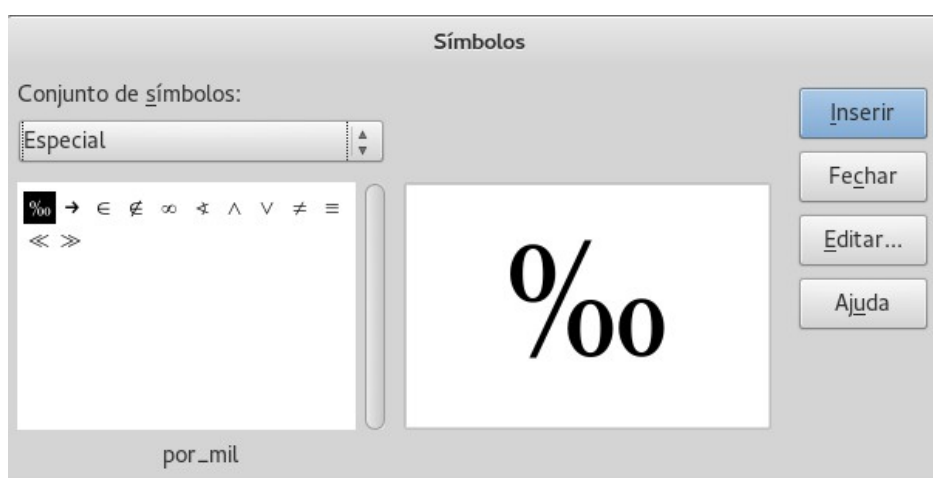 Símbolos
Conjunto de símbolos:
Especial
‰ → ∈ ∉ ∞ ∢ ∧ ∨ ≠ ≡
≪ ≫
‰
por_mil
Inserir
Fechar
Editar...
Ajuda